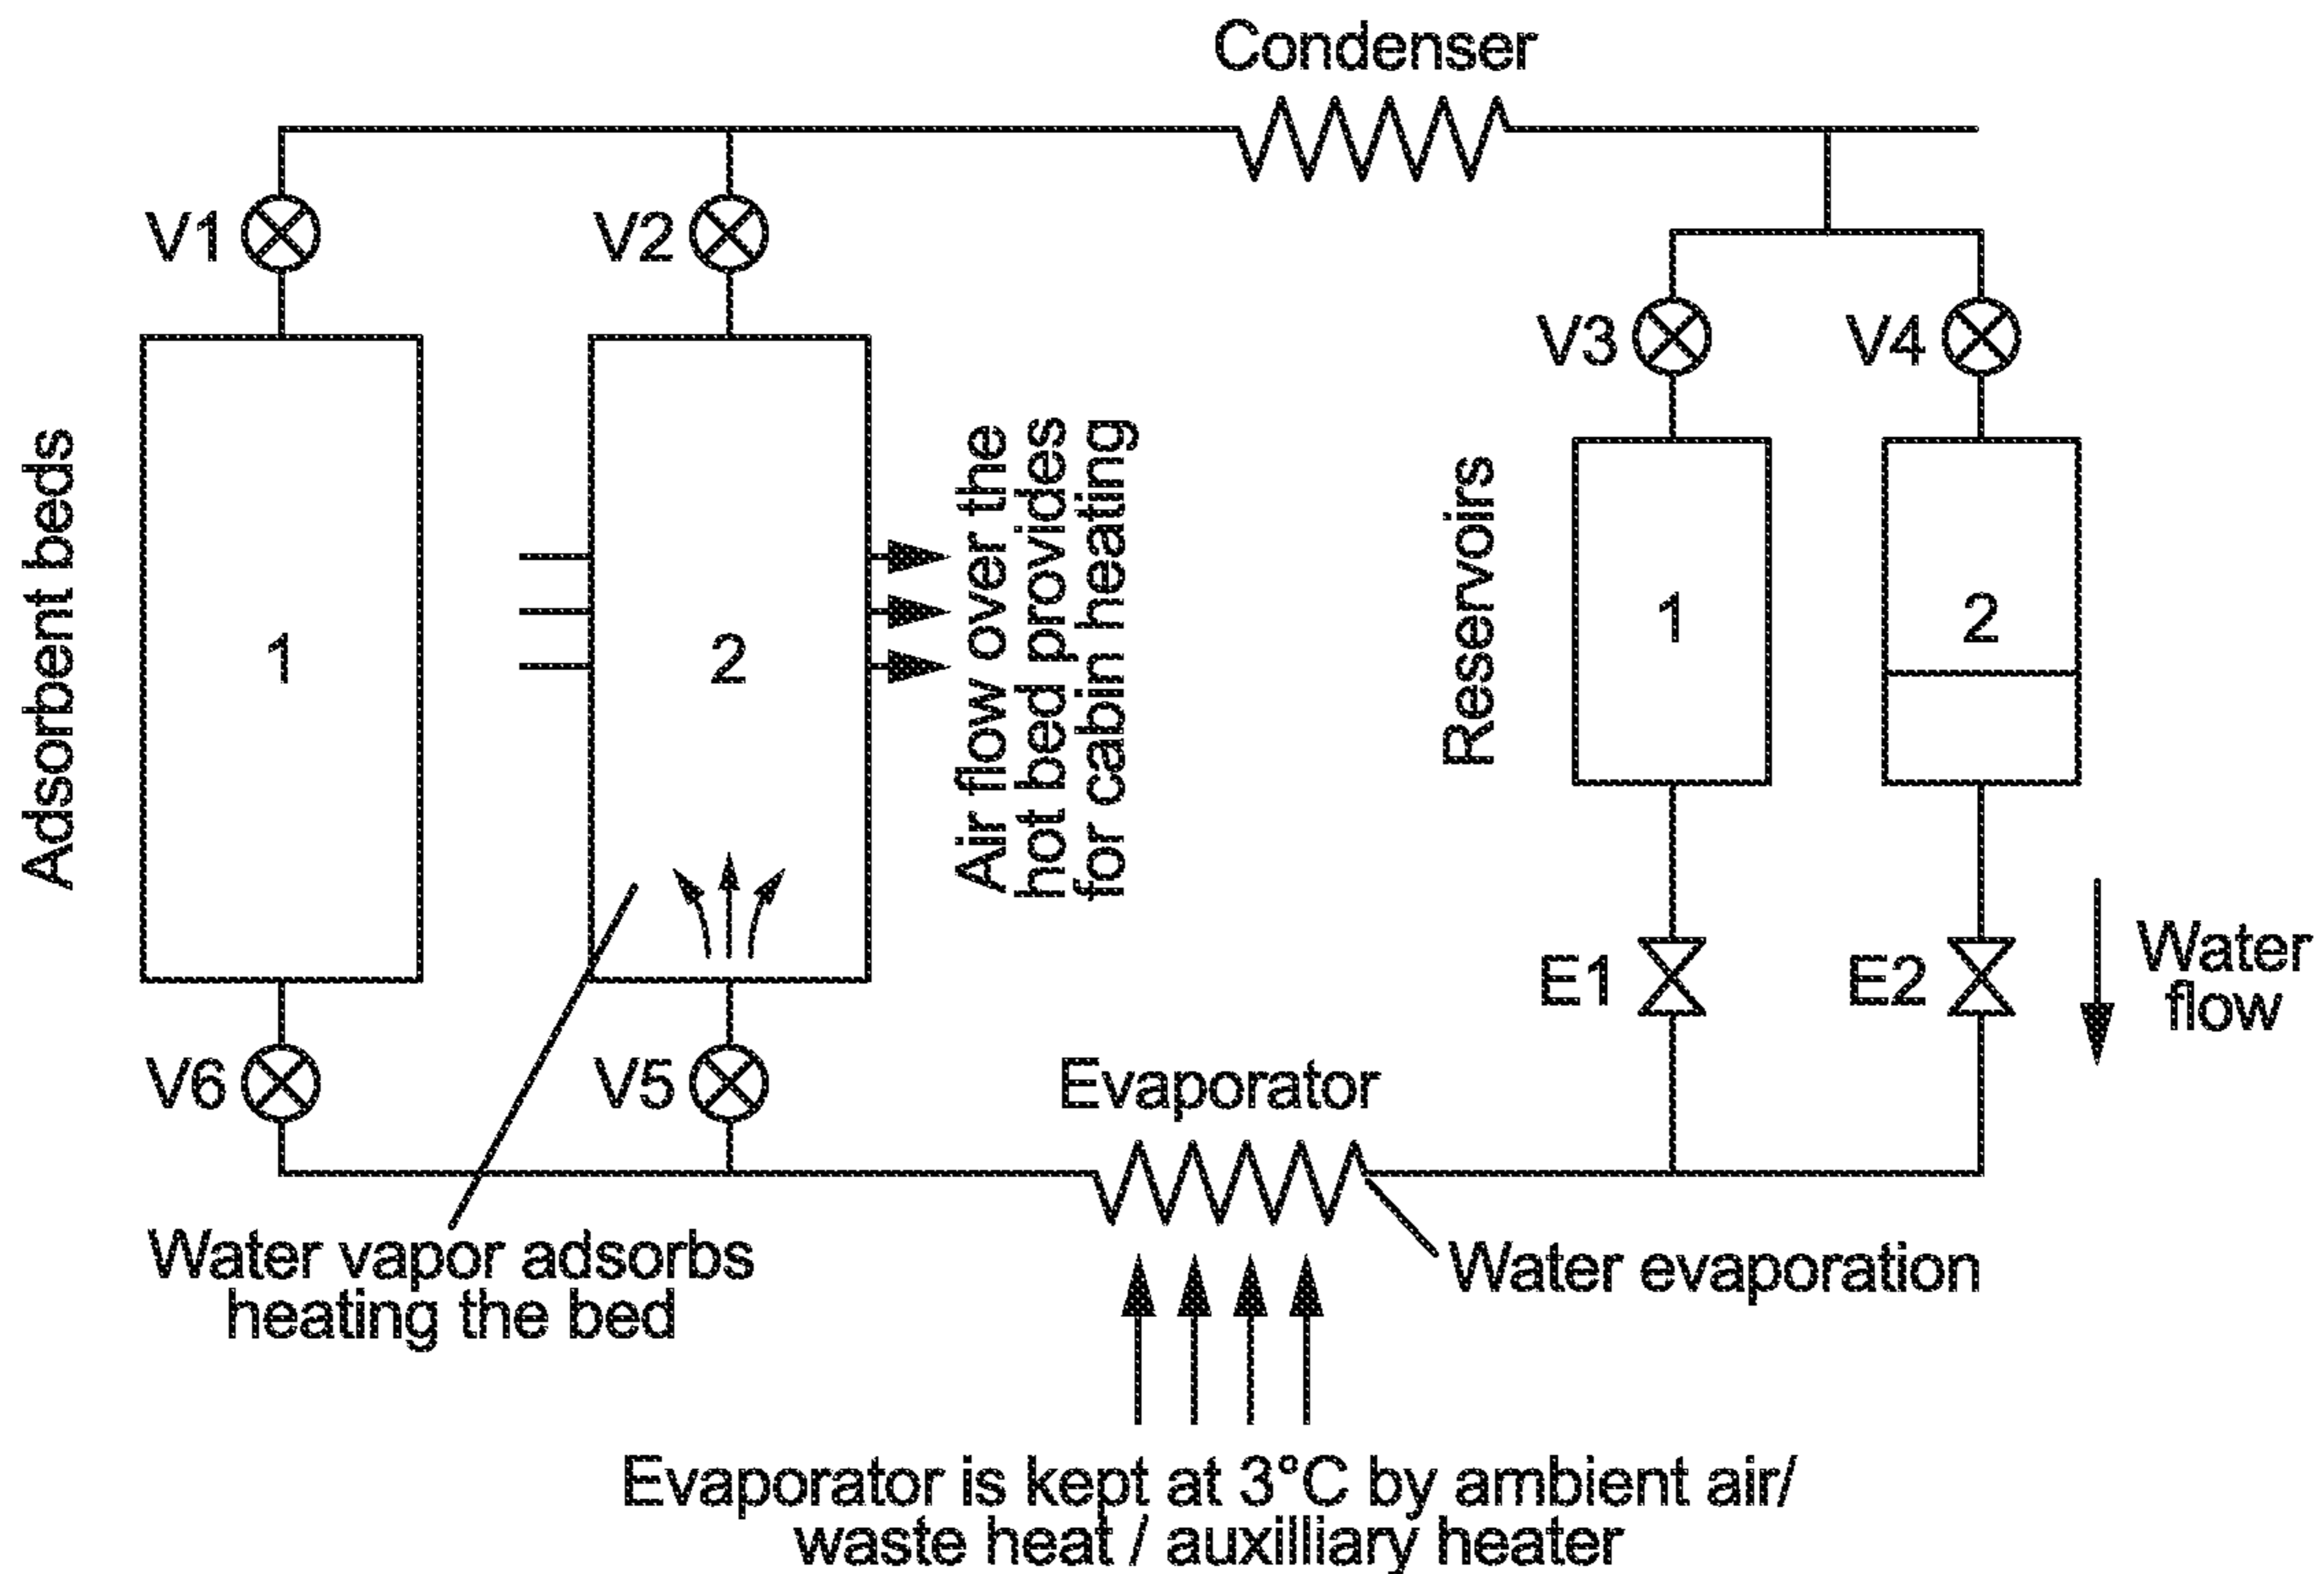 Condenser
V1
V2
V3
V4
Adsorbent beds
1
2
Air flow over the
hot bed provides
for cabin heating
Reservoirs
1
2
E1
E2
Water
flow
V6
V5
Evaporator
Water vapor adsorbs
heating the bed
Water evaporation
Evaporator is kept at 3°C by ambient air/
waste heat / auxilliary heater